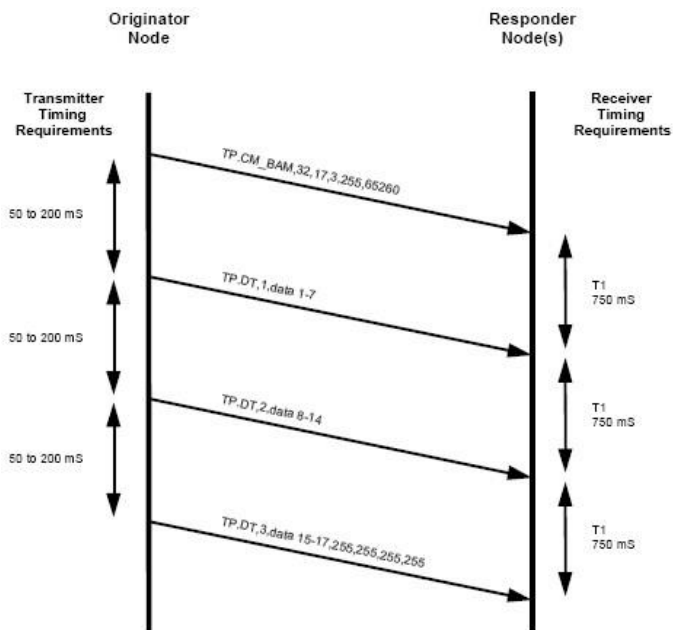 Originator
Node
Responder
Node(s)
Transmitter
Timing
Requirements
Receiver
Timing
Requirements
TP.CM_BAM,32,17,3,255,65260
50 to 200 mS
TP.DT,1,data 1-7
T1
750 mS
50 to 200 mS
TP.DT,2,data 8-14
T1
750 mS
50 to 200 mS
TP.DT,3,data 15-17,255,255,255,255
T1
750 mS